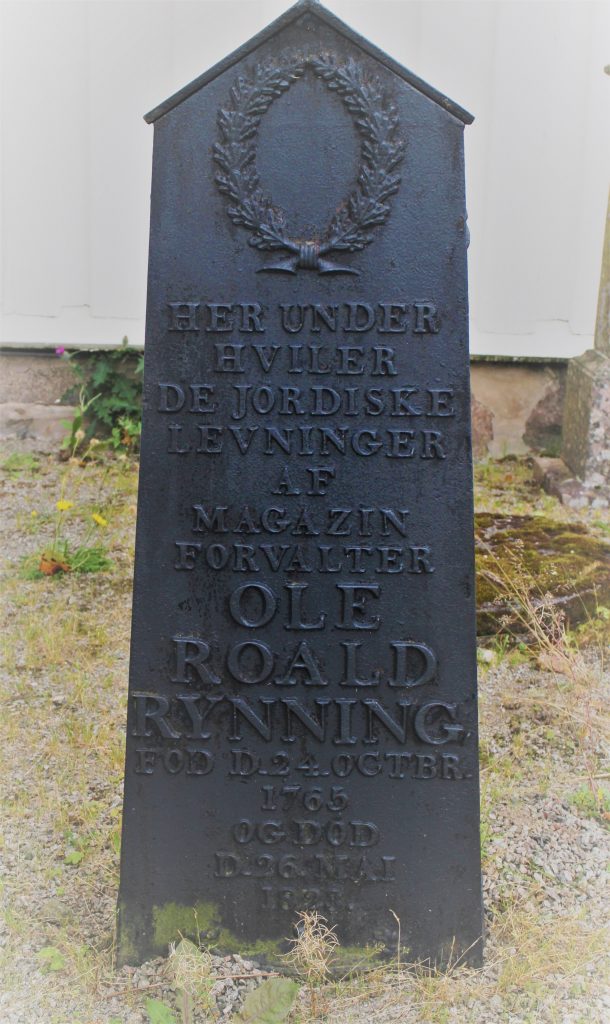 HER UNDER
HVILER
DE JORDISKE
LEVNINGER
AF
MAGAZIN
FORVALTER
OLE
ROALD
RYNNING
FØD D.24.OCTBR.
1765
OG DØD
D.26.MAI